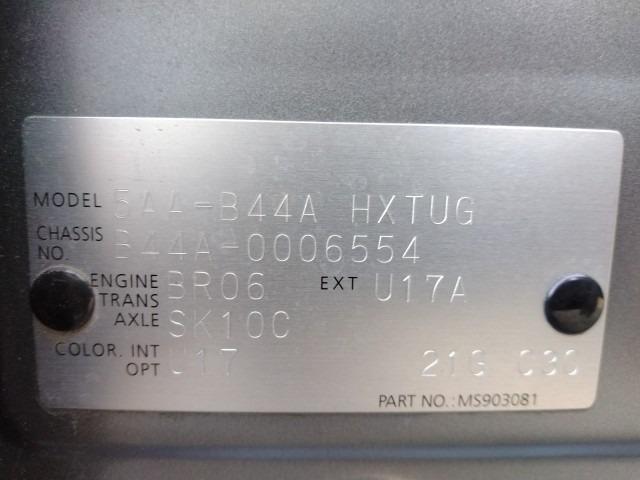 MODEL 5AA-B44A HXTUG
CHASSIS NO. B44A-0006554
ENGINE BR06 EXT U17A
TRANS AXLE SK10C
COLOR. INT
OPT U17 21G C3C
PART NO.:MS903081